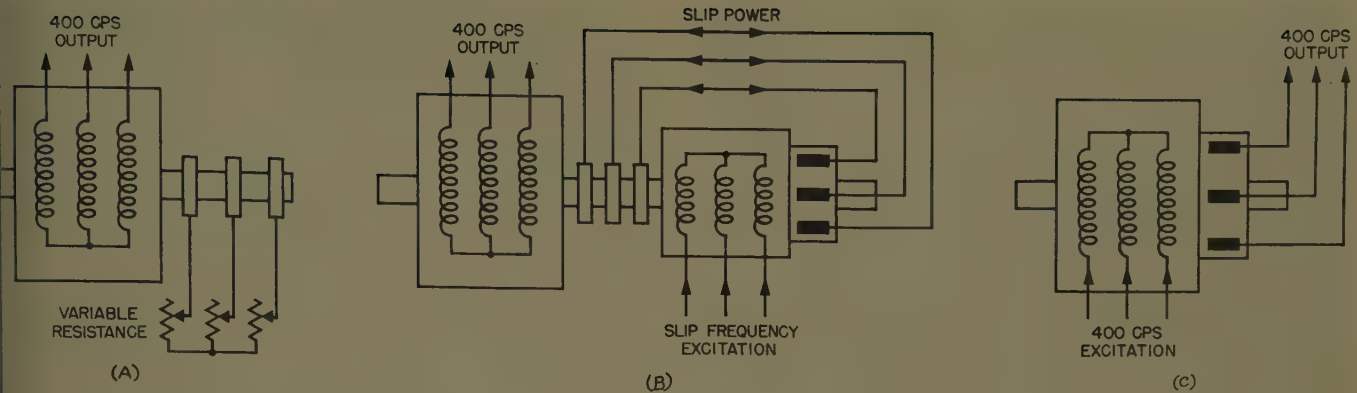 400 CPS
OUTPUT
VARIABLE
RESISTANCE
(A)
400 CPS
OUTPUT
SLIP POWER
SLIP FREQUENCY
EXCITATION
(B)
400 CPS
OUTPUT
400 CPS
EXCITATION
(C)